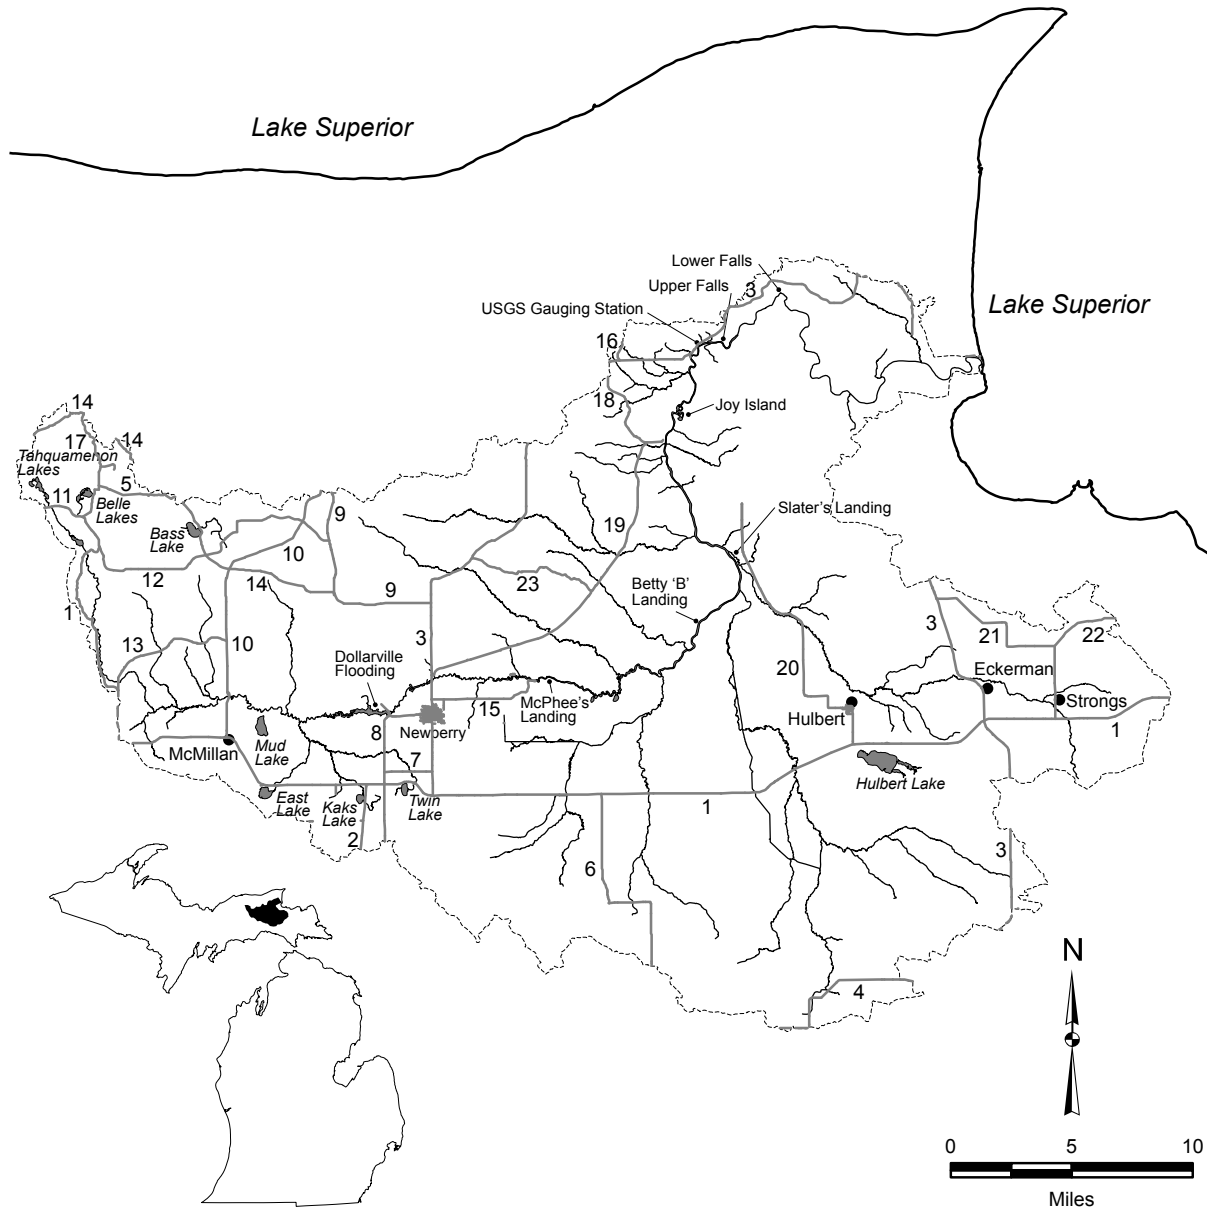 Lake Superior
Lower Falls
Upper Falls
3
USGS Gauging Station
Lake Superior
16
18
Joy Island
14
17
14
Tahquamenon
Lakes
5
11
Belle
Lakes
9
Bass
Lake
Slater's Landing
19
10
12
14
23
9
Betty 'B'
Landing
1
3
13
10
3
21
22
Dollarville
Flooding
20
Eckerman
McPhee's
Landing
15
Strongs
Hulbert
8
Newberry
1
McMillan
Mud
Lake
7
Hulbert Lake
East
Lake
Kaks
Lake
Twin
Lake
1
2
3
6
N
4
0 5 10
Miles